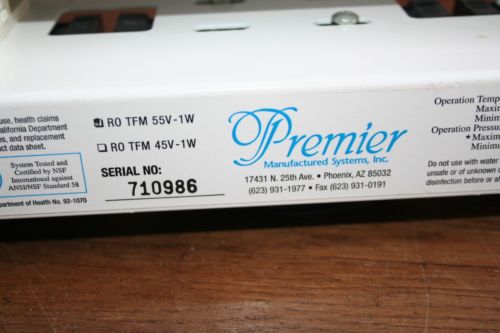 use, health claims
alifornia Department
es, and replacement
ct data sheet.
System Tested and
Certified by NSF
International against
ANSI/NSF Standard 58
partment of Health No. 92-1070
RO TFM 55V-1W
RO TFM 45V-1W
SERIAL NO:
710986
Premier
Manufactured Systems, Inc.
17431 N. 25th Ave. • Phoenix, AZ 85032
(623) 931-1977 • Fax (623) 931-0191
Operation Tempe
Maxim
Minim
Operation Pressu
*Maxim
Minimu
Do not use with water
unsafe or of unknown q
disinfection before or aft